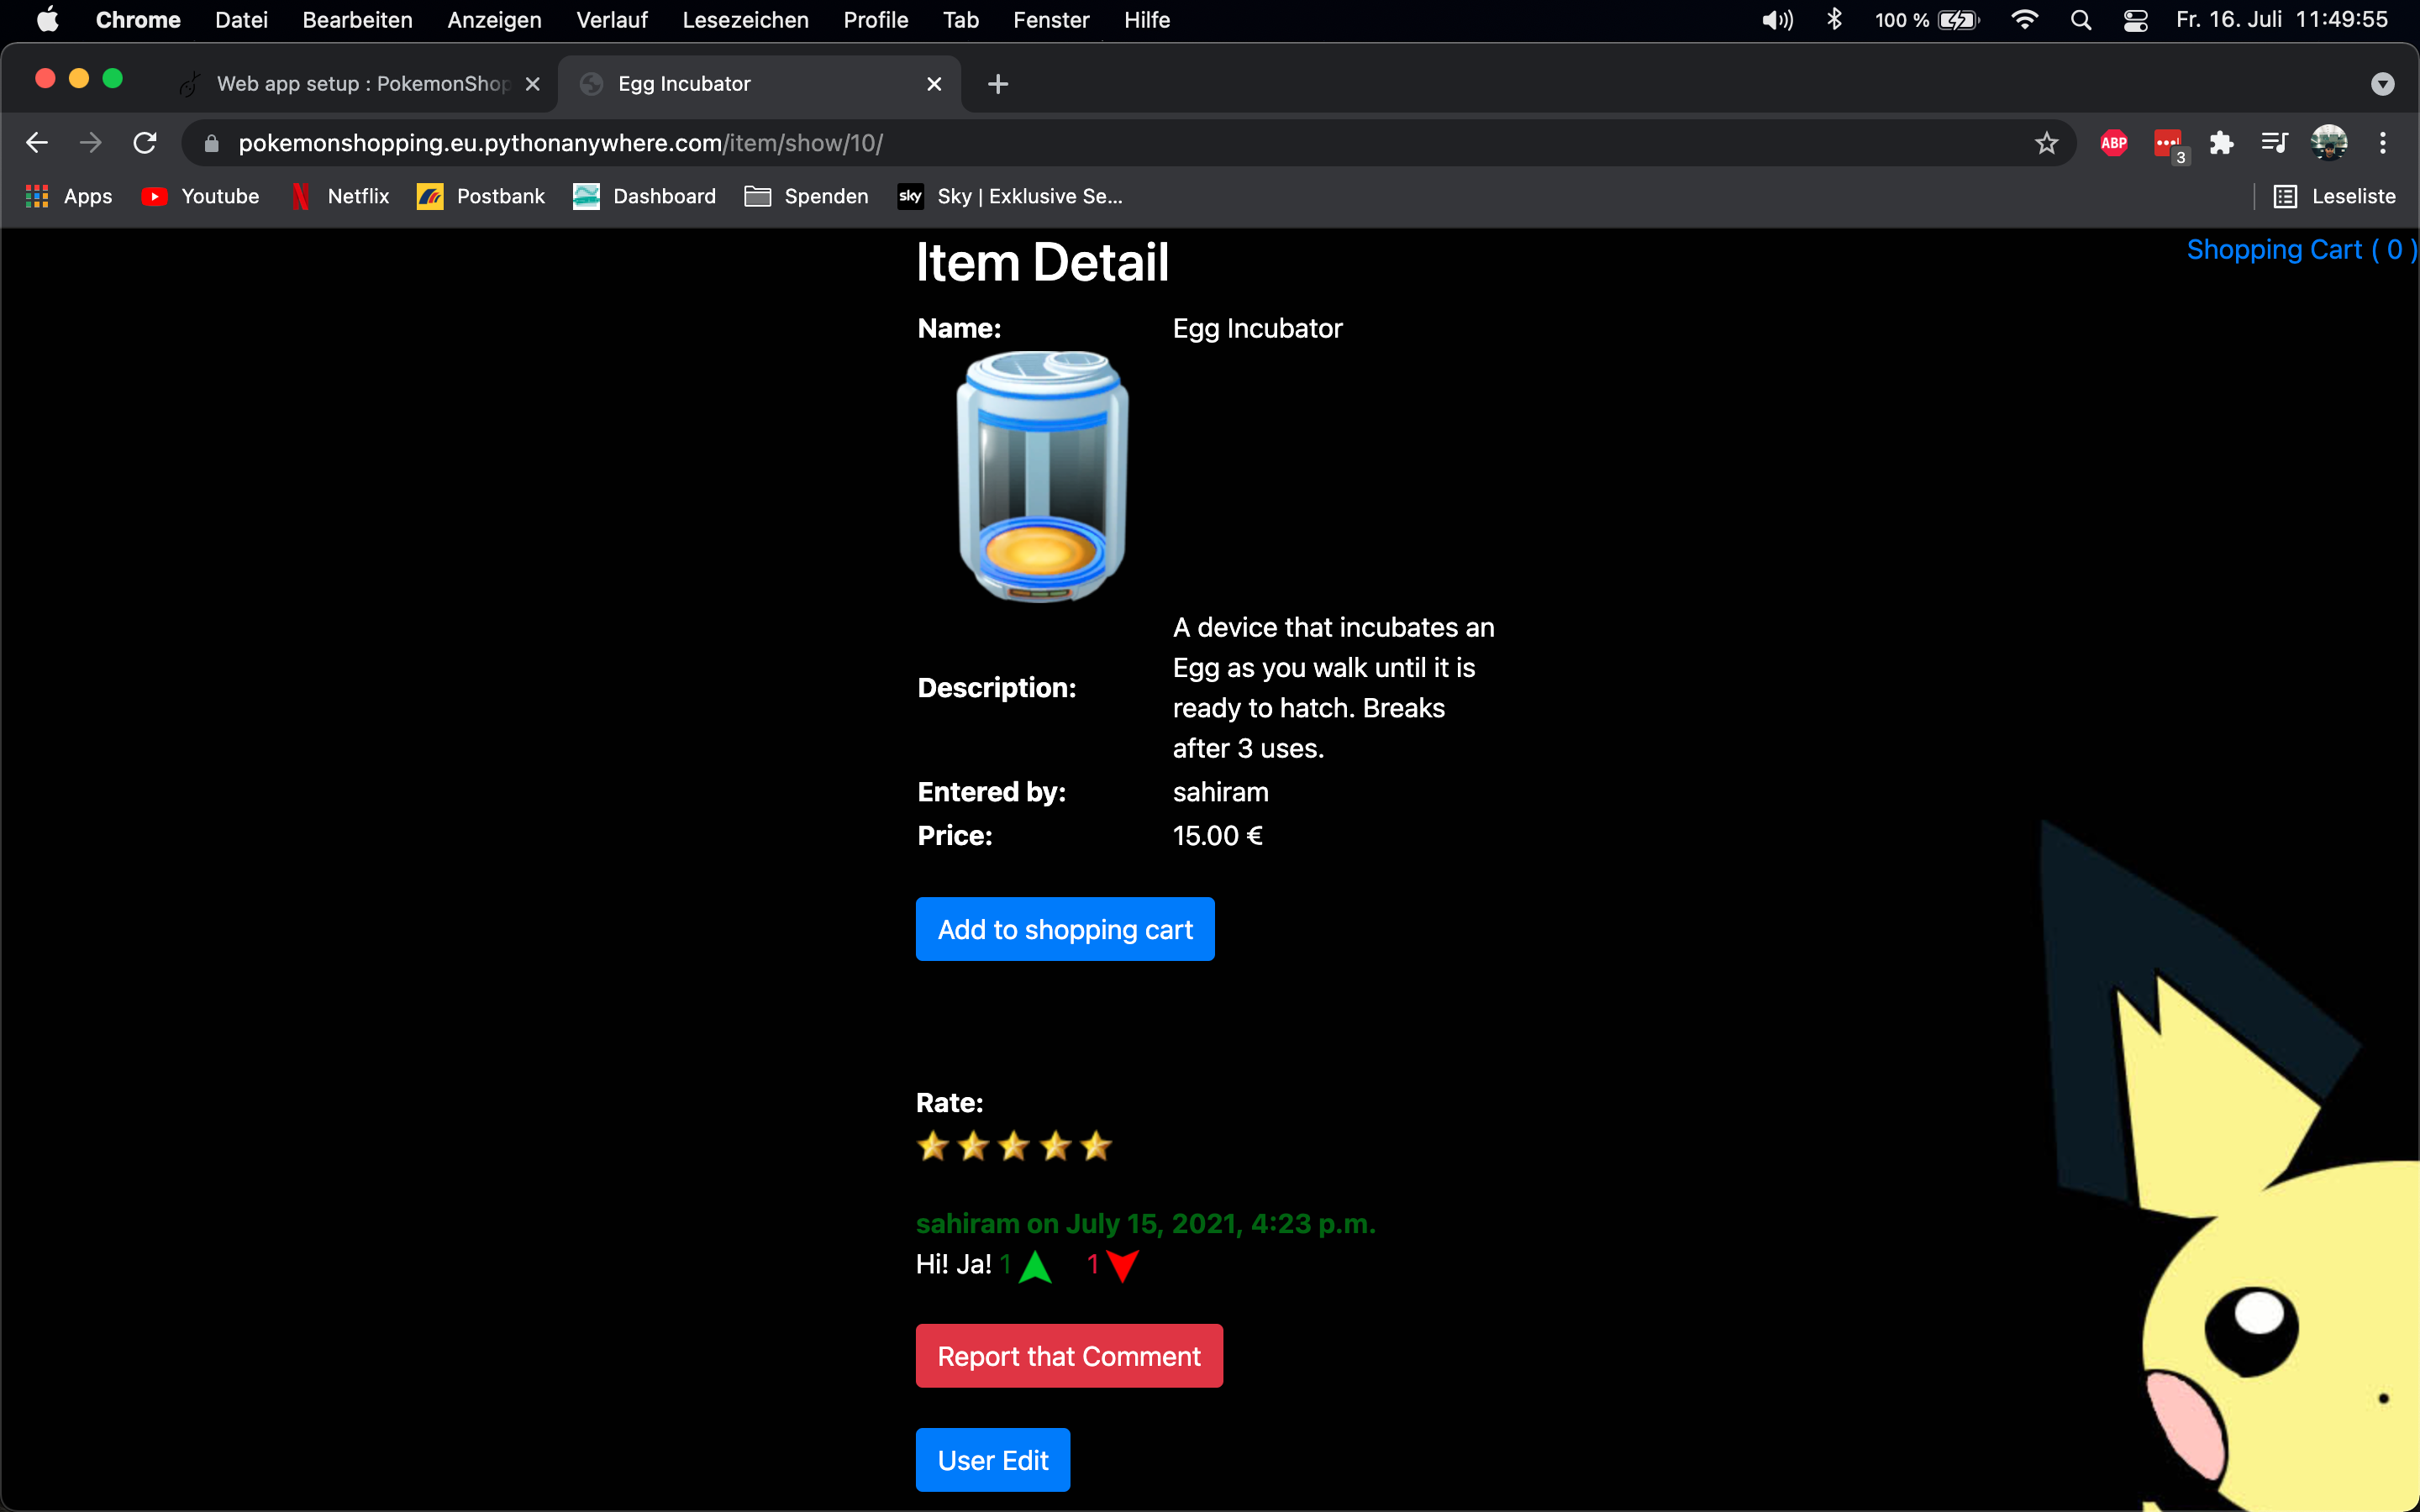 Chrome Datei Bearbeiten Anzeigen Verlauf Lesezeichen Profile Tab Fenster Hilfe 100 % Fr. 16. Juli 11:49:55
Web app setup : PokemonShop Egg Incubator
pokemonshopping.eu.pythonanywhere.com/item/show/10/ ABP 3
Apps Youtube Netflix Postbank Dashboard Spenden sky Sky | Exklusive Se... Leseliste
Item Detail Shopping Cart ( 0 )
Name: Egg Incubator
A device that incubates an
Egg as you walk until it is
Description:
ready to hatch. Breaks
after 3 uses.
Entered by: sahiram
Price: 15.00 €
Add to shopping cart
Rate:
sahiram on July 15, 2021, 4:23 p.m.
Hi! Ja! 1 1
Report that Comment
User Edit